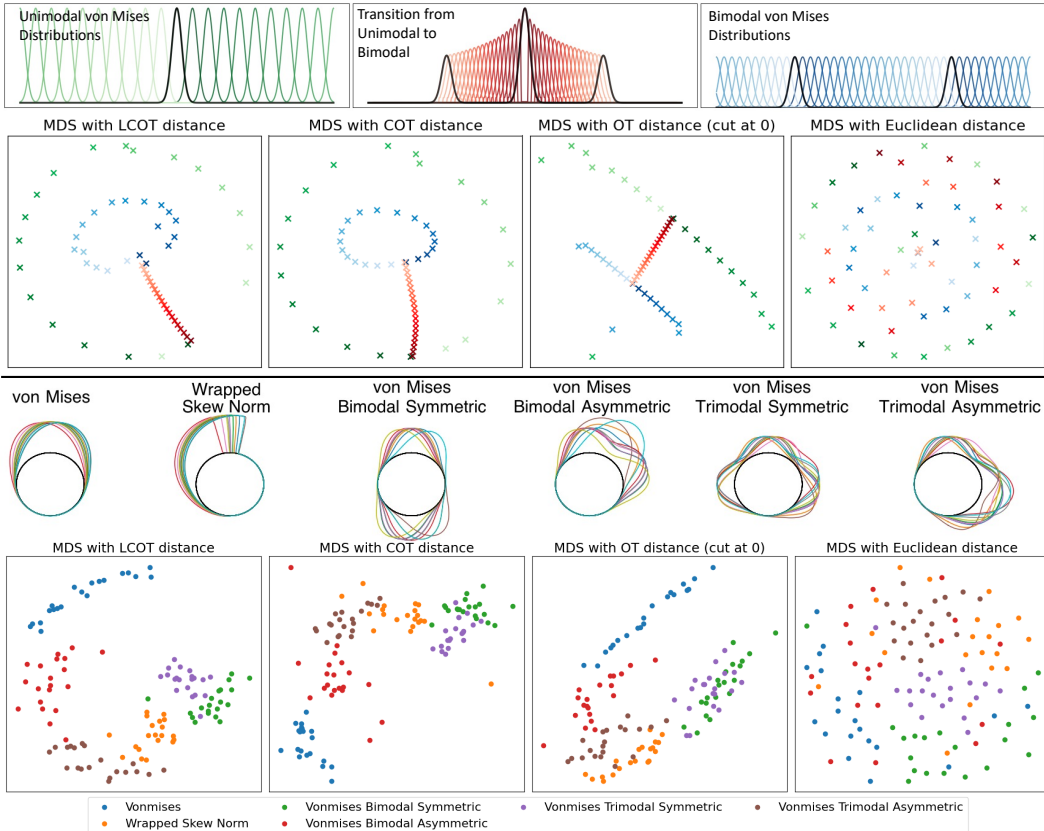 Unimodal von Mises
Distributions
Transition from
Unimodal to
Bimodal
Bimodal von Mises
Distributions
MDS with LCOT distance
MDS with COT distance
MDS with OT distance (cut at 0)
MDS with Euclidean distance
von Mises
Wrapped
Skew Norm
von Mises
Bimodal Symmetric
von Mises
Bimodal Asymmetric
von Mises
Trimodal Symmetric
von Mises
Trimodal Asymmetric
MDS with LCOT distance
MDS with COT distance
MDS with OT distance (cut at 0)
MDS with Euclidean distance
Vonmises
Wrapped Skew Norm
Vonmises Bimodal Symmetric
Vonmises Bimodal Asymmetric
Vonmises Trimodal Symmetric
Vonmises Trimodal Asymmetric